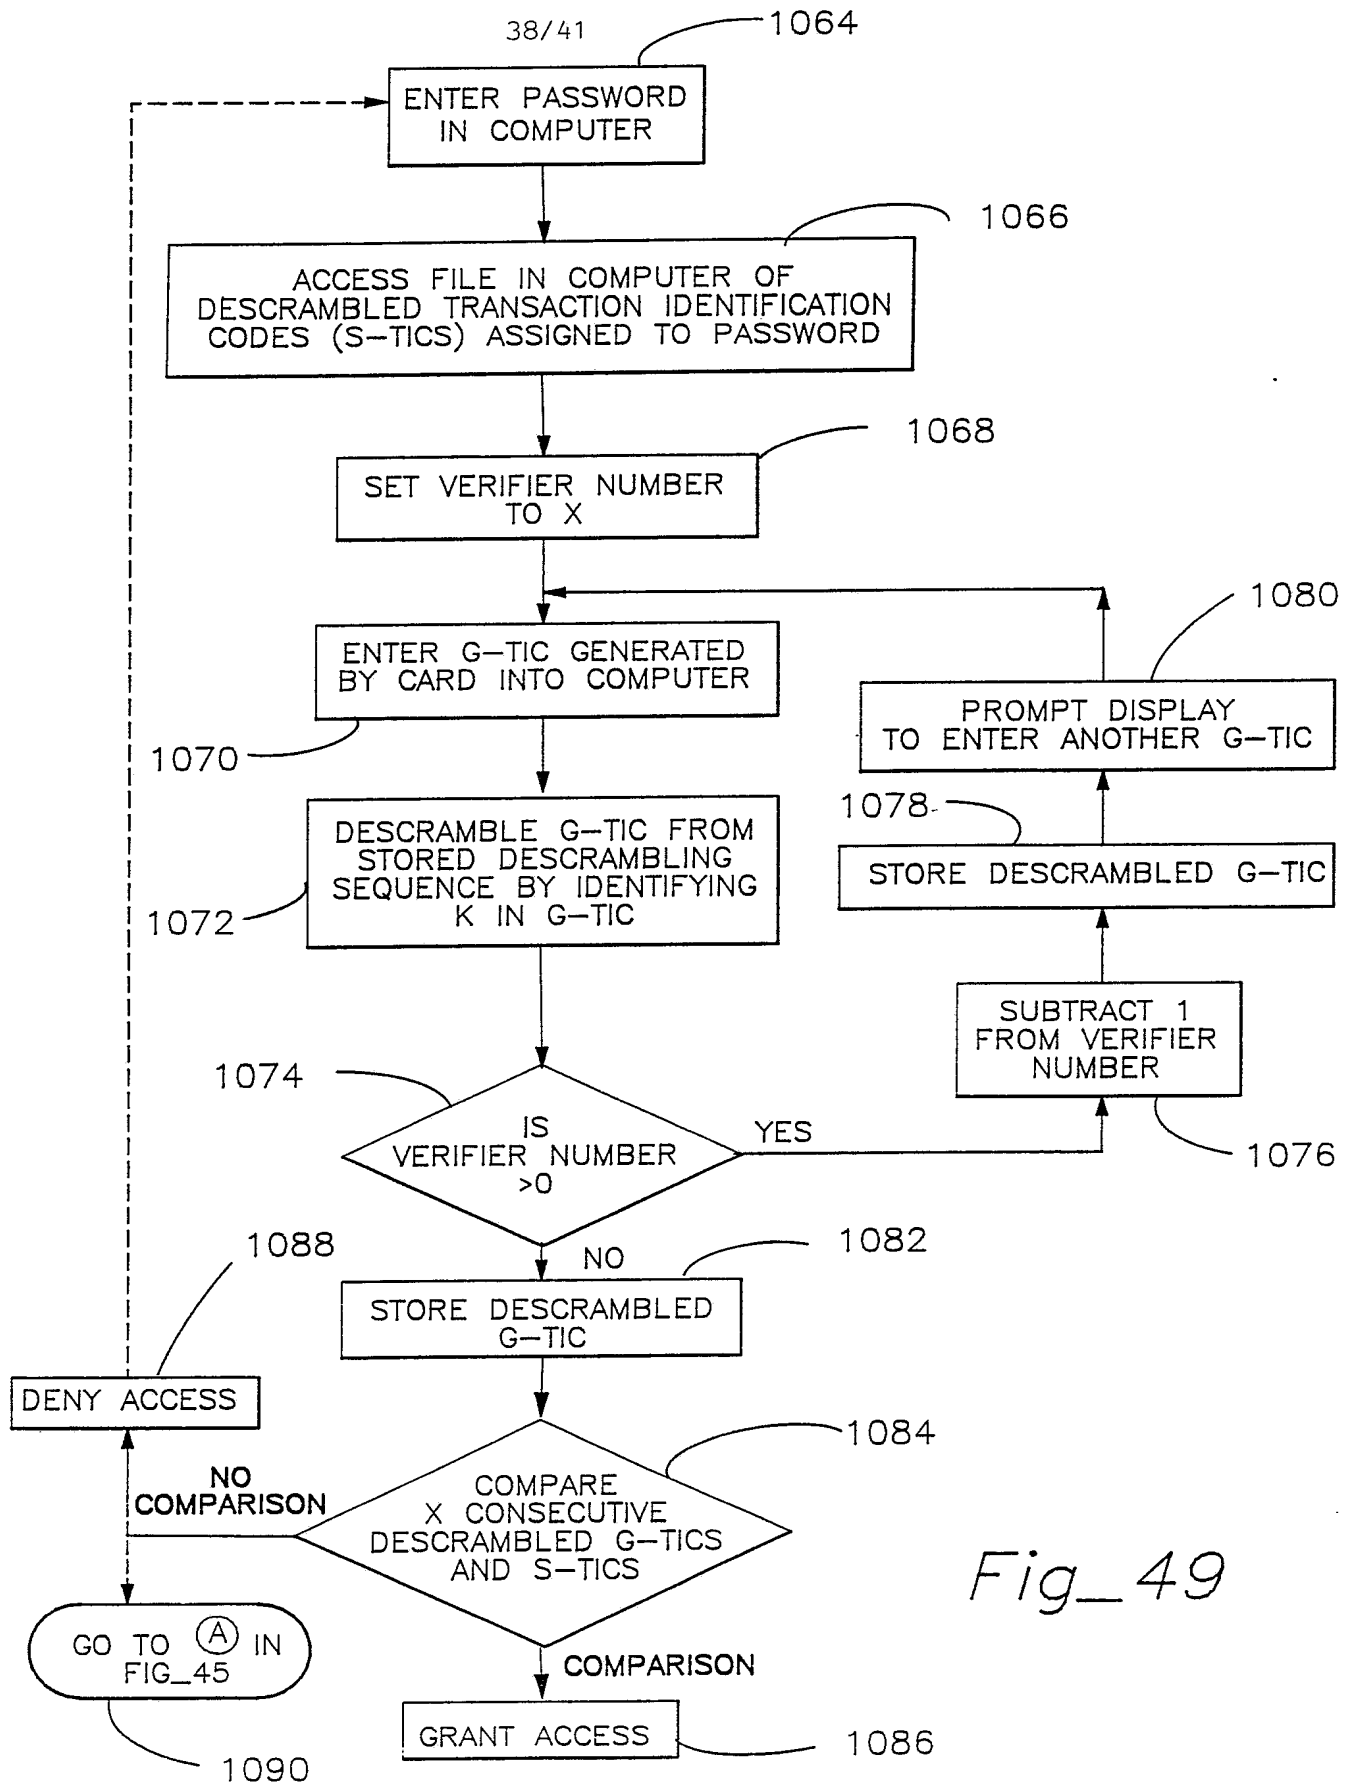 38/41
1064
ENTER PASSWORD
IN COMPUTER
1066
ACCESS FILE IN COMPUTER OF
DESCRAMBLED TRANSACTION IDENTIFICATION
CODES (S-TICS) ASSIGNED TO PASSWORD
1068
SET VERIFIER NUMBER
TO X
1080
ENTER G-TIC GENERATED
BY CARD INTO COMPUTER
1070
PROMPT DISPLAY
TO ENTER ANOTHER G-TIC
1078
DESCRAMBLE G-TIC FROM
STORED DESCRAMBLING
SEQUENCE BY IDENTIFYING
K IN G-TIC
1072
STORE DESCRAMBLED G-TIC
SUBTRACT 1
FROM VERIFIER
NUMBER
1076
1074
IS
VERIFIER NUMBER
>0
YES
NO
1082
1088
STORE DESCRAMBLED
G-TIC
DENY ACCESS
1084
NO
COMPARISON
COMPARE
X CONSECUTIVE
DESCRAMBLED G-TICS
AND S-TICS
Fig_49
GO TO A IN
FIG_45
1090
COMPARISON
GRANT ACCESS
1086